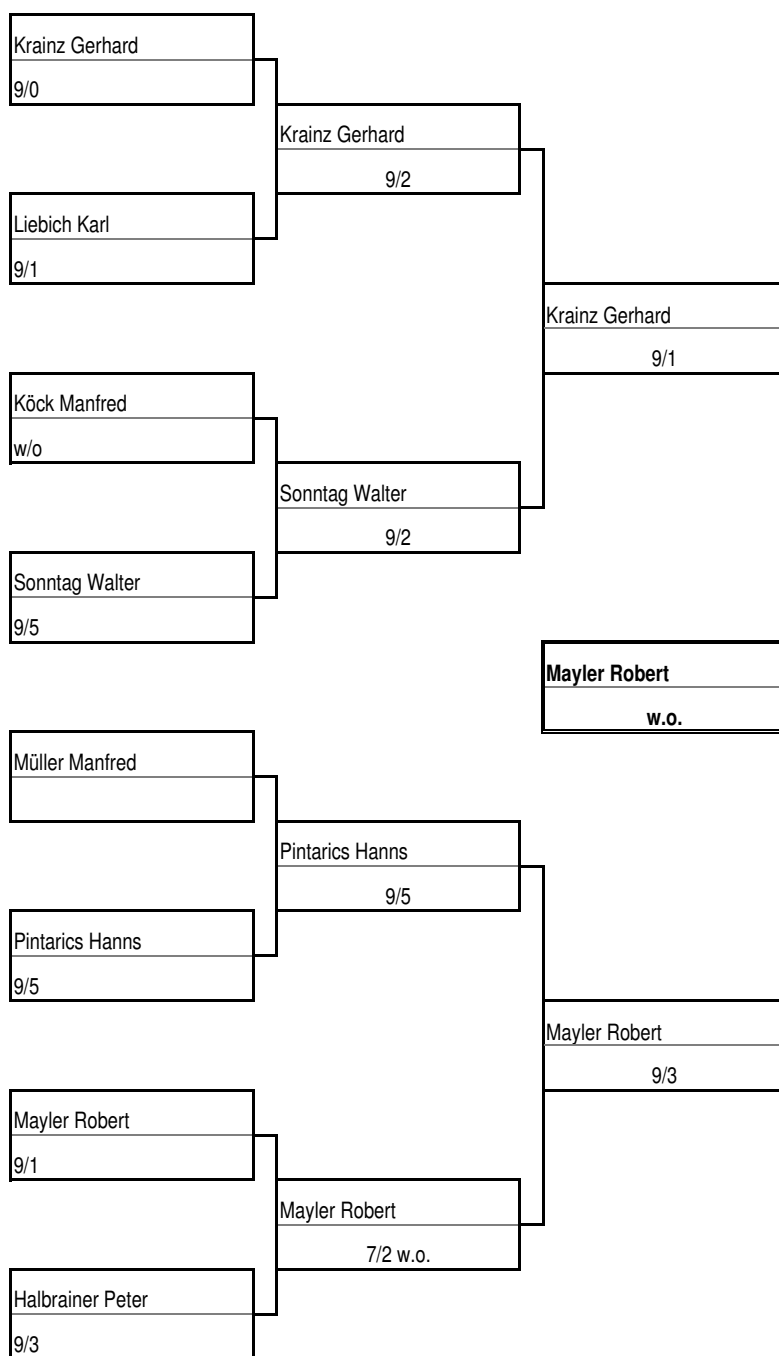 Krainz Gerhard
9/0
Krainz Gerhard
9/2
Liebich Karl
9/1
Krainz Gerhard
9/1
Köck Manfred
w/o
Sonntag Walter
9/2
Sonntag Walter
9/5
Mayler Robert
w.o.
Müller Manfred
Pintarics Hanns
9/5
Pintarics Hanns
9/5
Mayler Robert
9/3
Mayler Robert
9/1
Mayler Robert
7/2 w.o.
Halbrainer Peter
9/3